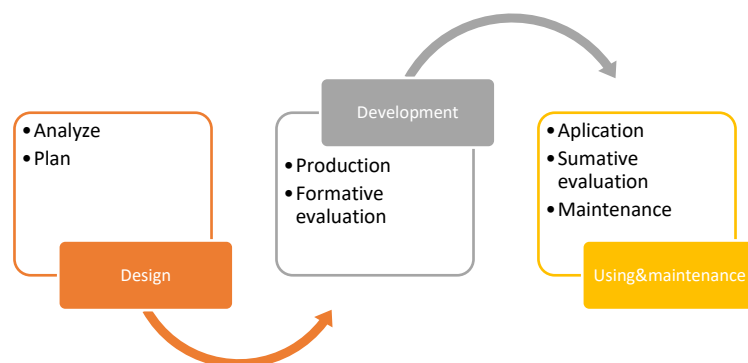 •Analyze
•Plan
Design
Development
•Production
•Formative
evaluation
•Aplication
•Sumative
evaluation
•Maintenance
Using&maintenance